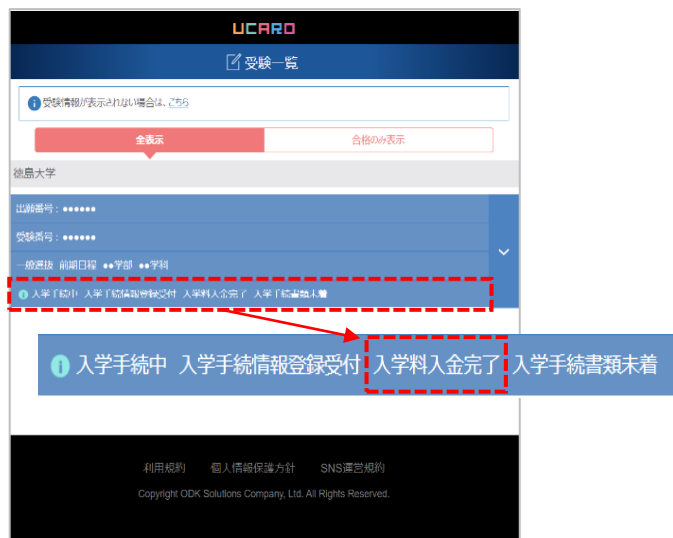 UCARO
受験一覧
受験情報が表示されない場合は、こちら
全表示
合格のみ表示
徳島大学
出願番号：●●●●●●
受験番号：●●●●●●
一般選抜 前期日程 ●●学部 ●●学科
入学手続中 入学手続情報登録受付 入学料入金完了 入学手続書類未着
入学手続中 入学手続情報登録受付 入学料入金完了 入学手続書類未着
利用規約 個人情報保護方針 SNS運営規約
Copyright ODK Solutions Company, Ltd. All Rights Reserved.